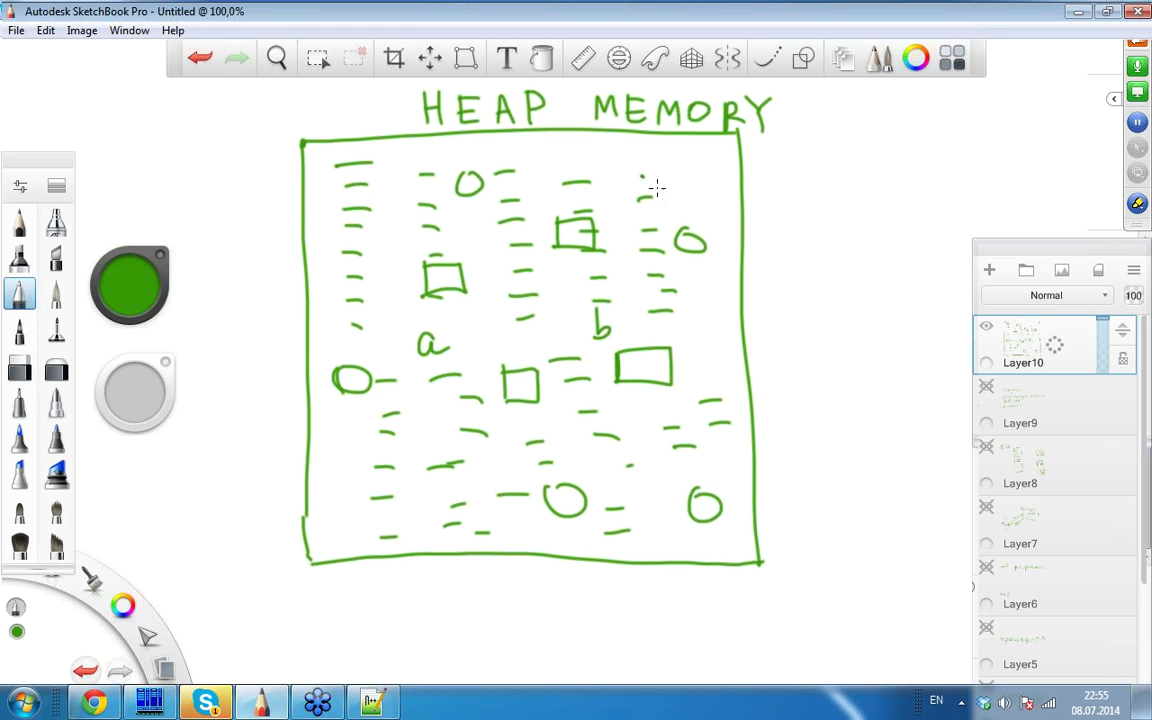 Autodesk SketchBook Pro - Untitled @ 100,0%
File Edit Image Window Help
T
HEAP MEMORY
a
b
Normal 100
Layer10
Layer9
Layer8
Layer7
Layer6
Layer5
EN
22:55
08.07.2014